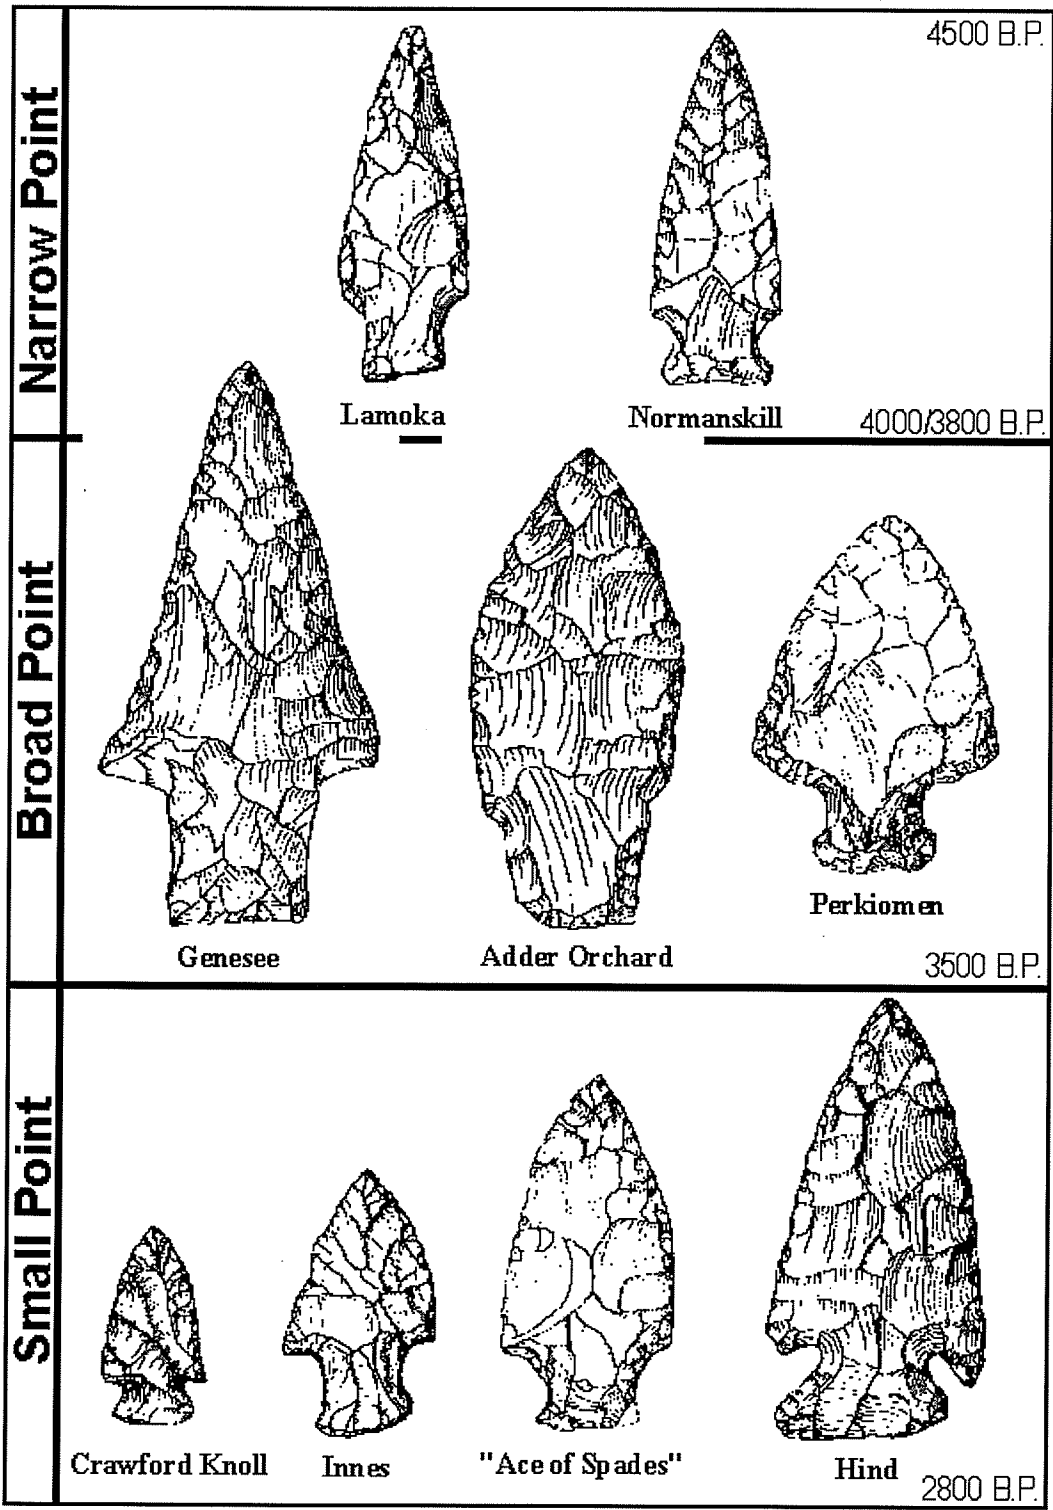 4500 B.P.
Narrow Point
Lamoka
Normanskill
4000/3800 B.P.
Broad Point
Genesee
Adder Orchard
Perkiomen
3500 B.P.
Small Point
Crawford Knoll
Innes
"Ace of Spades"
Hind
2800 B.P.